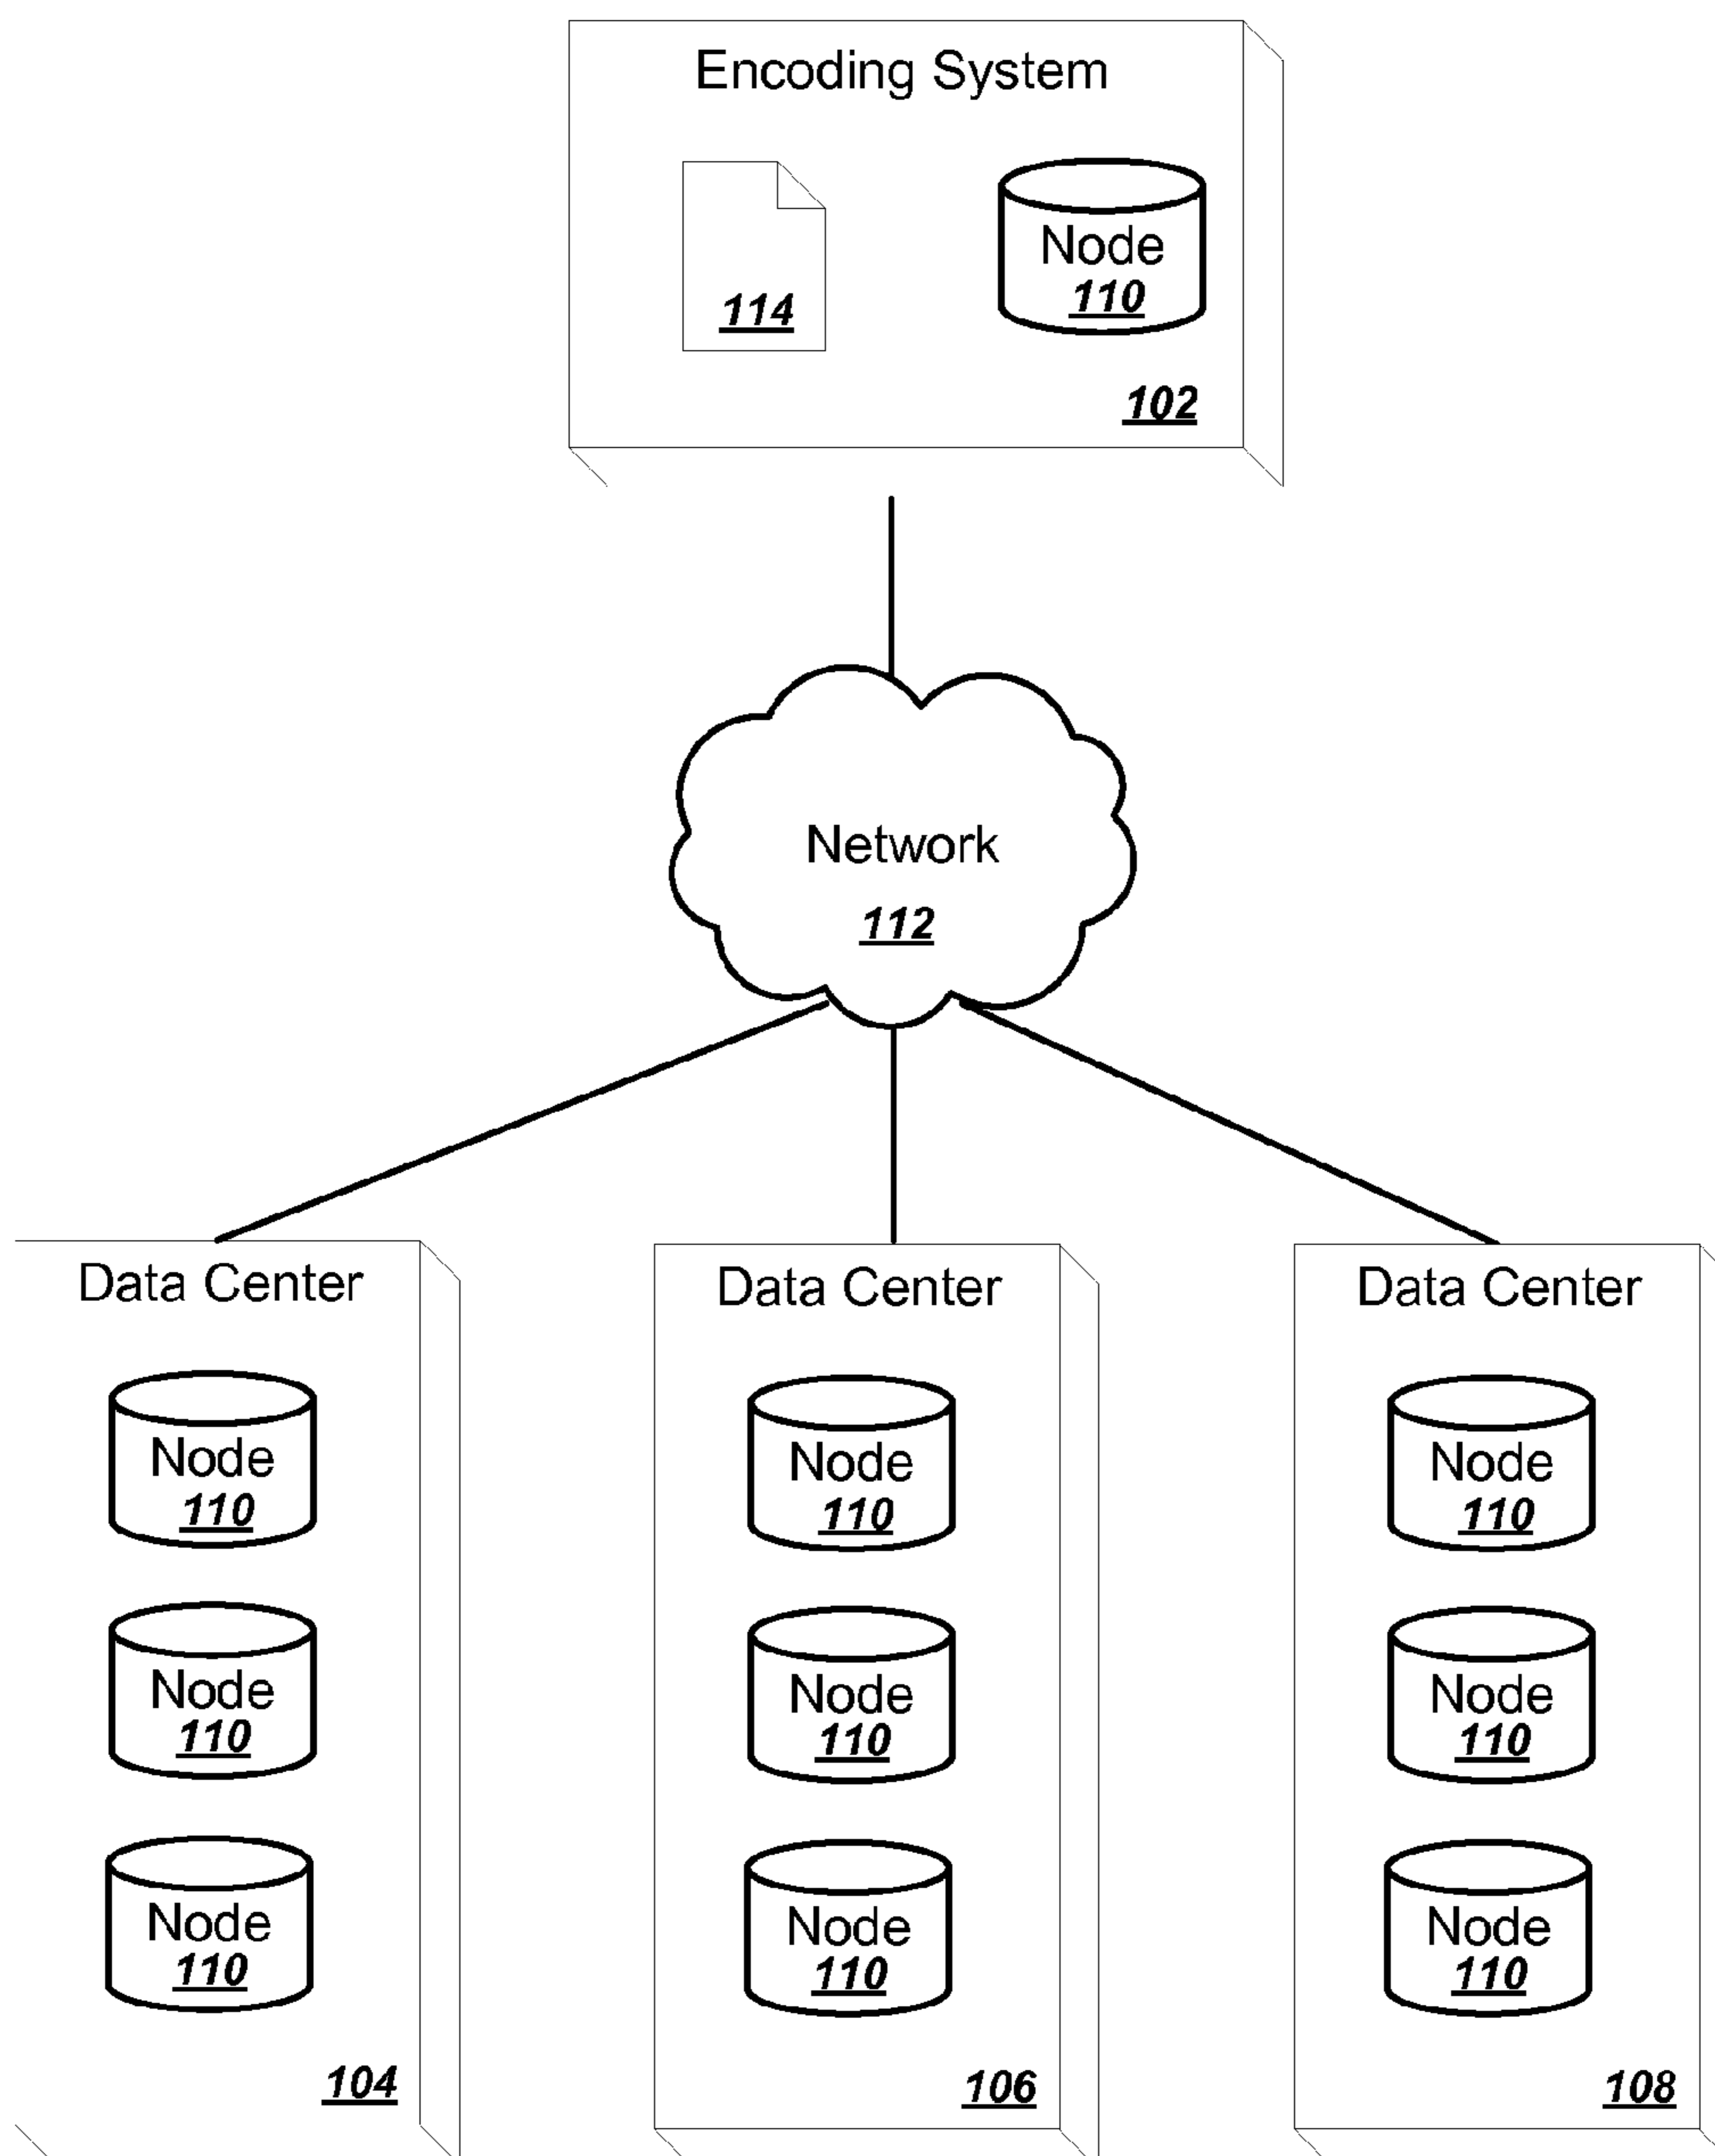 Encoding System
114
Node
110
102
Network
112
Data Center
Node
110
Node
110
Node
110
104
Data Center
Node
110
Node
110
Node
110
106
Data Center
Node
110
Node
110
Node
110
108